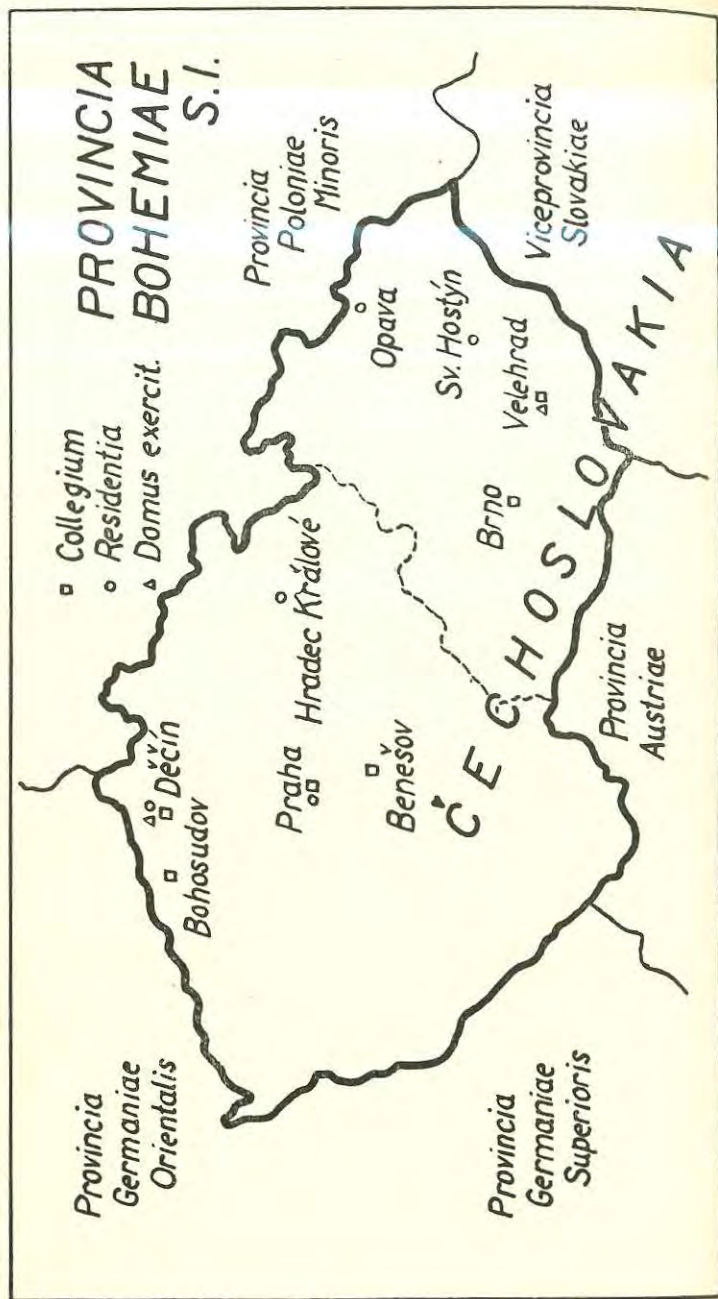 PROVINCIA
BOHEMIAE
S.I.
Collegium
Residentia
Domus exercit.
Provincia
Germaniae
Orientalis
Provincia
Poloniae
Minoris
Bohosudov
Děčín
Praha
Hradec Králové
Benešov
Opava
Sv. Hostýn
Velehrad
Brno
ČECHOSLOVAKIA
Viceprovincia
Slovakiae
Provincia
Germaniae
Superioris
Provincia
Austriae